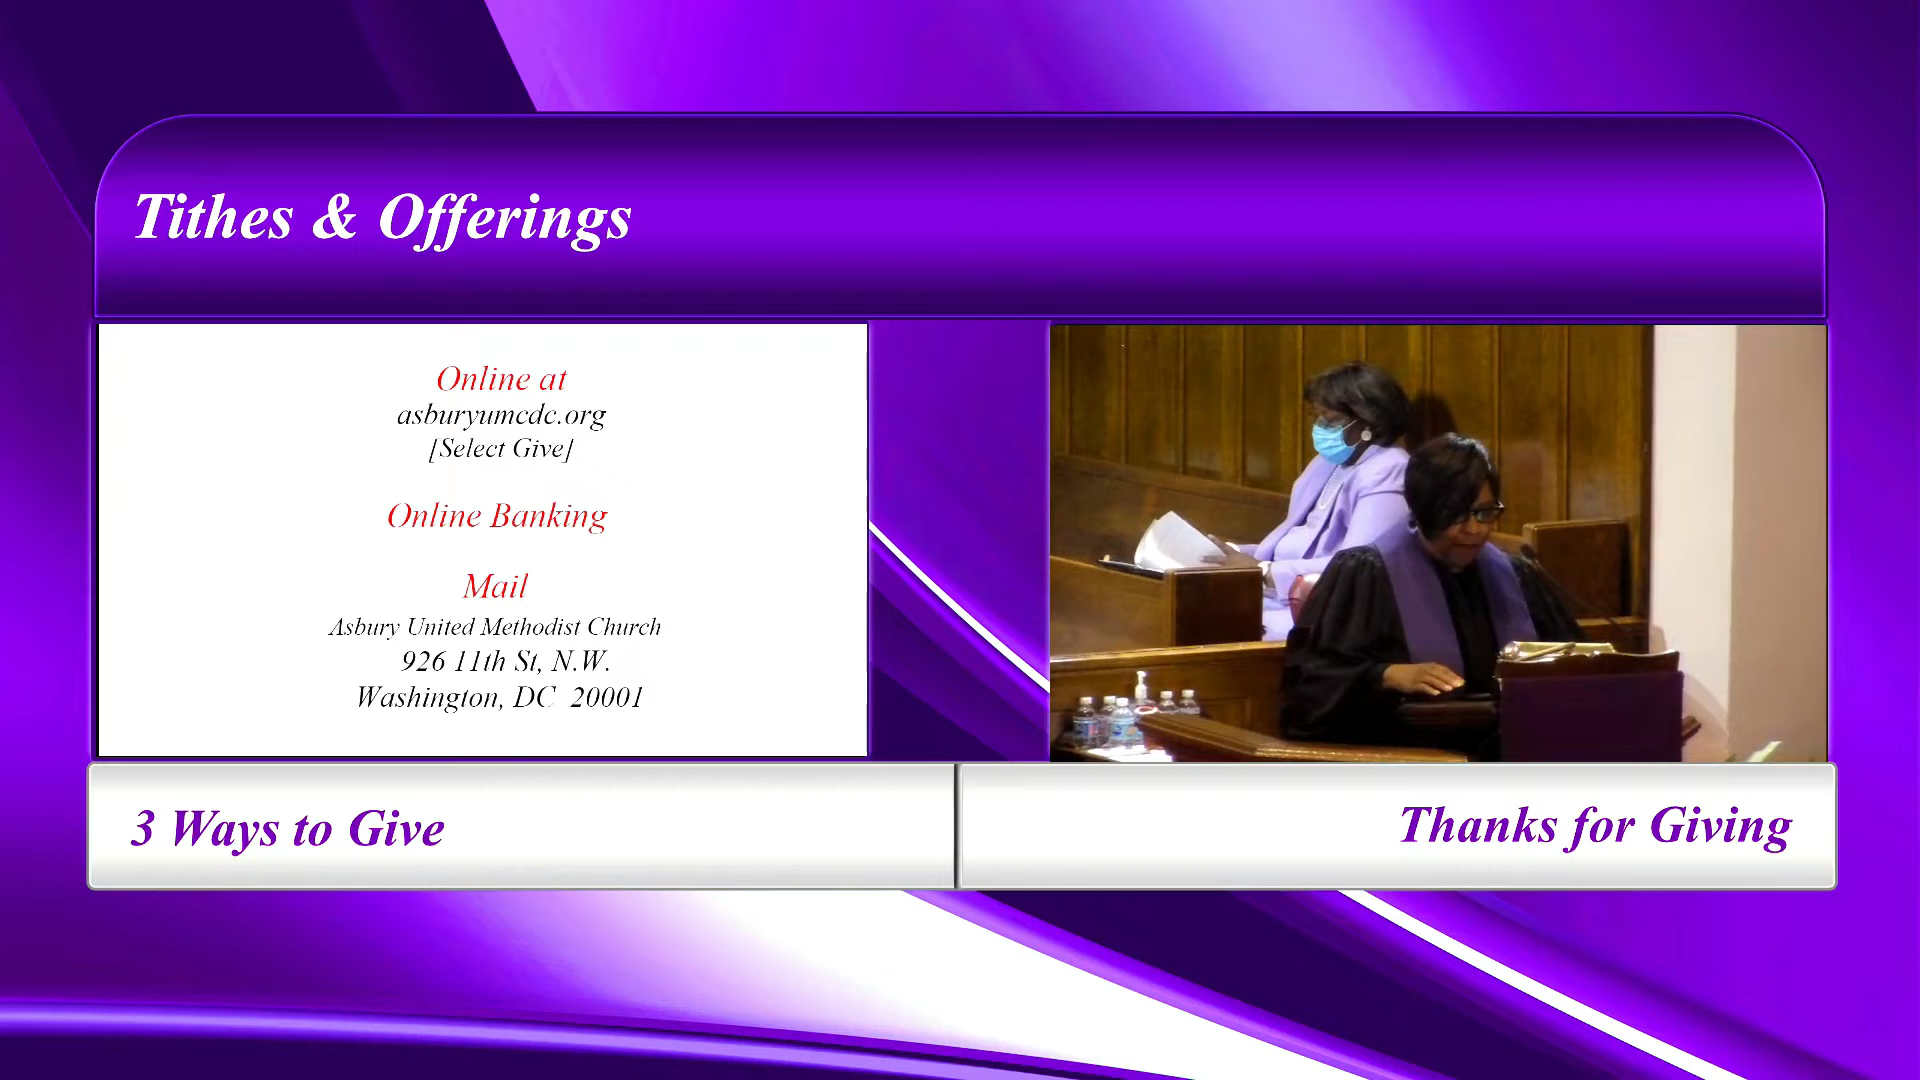 Tithes & Offerings
Online at
asburyumcdc.org
[Select Give]
Online Banking
Mail
Asbury United Methodist Church
926 11th St, N.W.
Washington, DC 20001
3 Ways to Give
Thanks for Giving